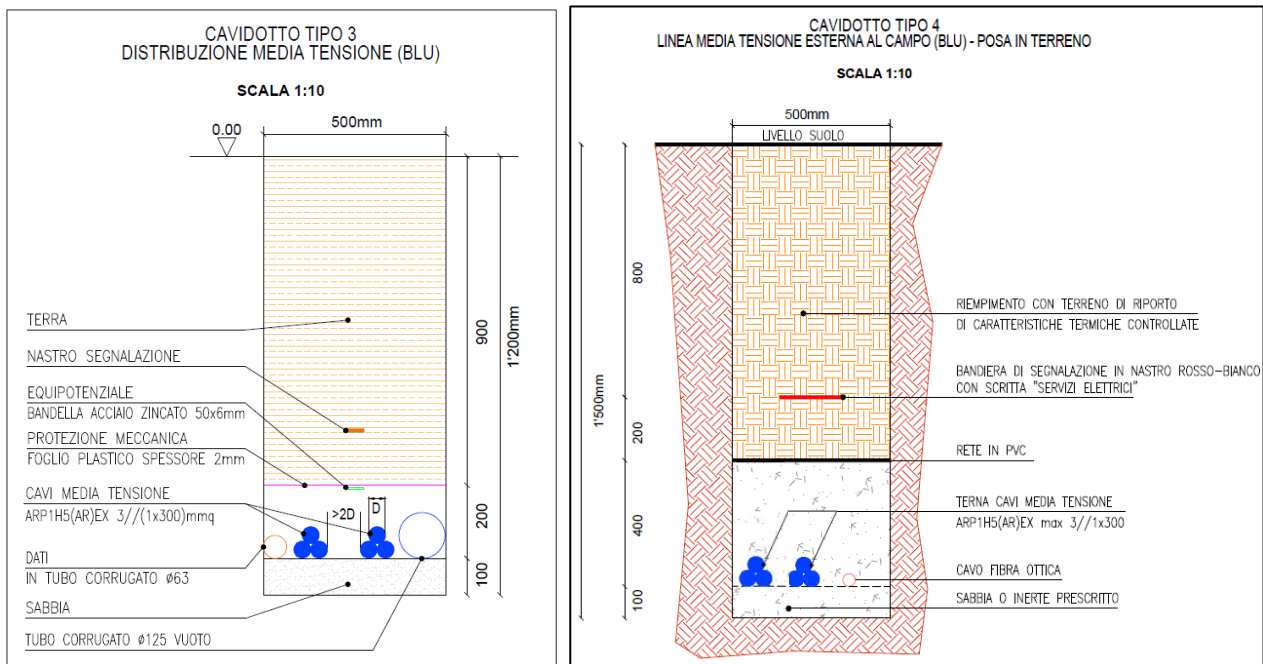 CAVIDOTTO TIPO 3
DISTRIBUZIONE MEDIA TENSIONE (BLU)
SCALA 1:10
0.00
500mm
900
1'200mm
200
100
TERRA
NASTRO SEGNALAZIONE
EQUIPOTENZIALE
BANDELLA ACCIAIO ZINCATO 50x6mm
PROTEZIONE MECCANICA
FOGLIO PLASTICO SPESSORE 2mm
CAVI MEDIA TENSIONE
ARP1H5(AR)EX 3//(1x300)mmq
>2D
D
DATI
IN TUBO CORRUGATO ø63
SABBIA
TUBO CORRUGATO ø125 VUOTO
CAVIDOTTO TIPO 4
LINEA MEDIA TENSIONE ESTERNA AL CAMPO (BLU) - POSA IN TERRENO
SCALA 1:10
500mm
LIVELLO SUOLO
800
1'500mm
200
400
100
RIEMPIMENTO CON TERRENO DI RIPORTO
DI CARATTERISTICHE TERMICHE CONTROLLATE
BANDIERA DI SEGNALAZIONE IN NASTRO ROSSO-BIANCO
CON SCRITTA "SERVIZI ELETTRICI"
RETE IN PVC
TERNA CAVI MEDIA TENSIONE
ARP1H5(AR)EX max 3//1x300
CAVO FIBRA OTTICA
SABBIA O INERTE PRESCRITTO